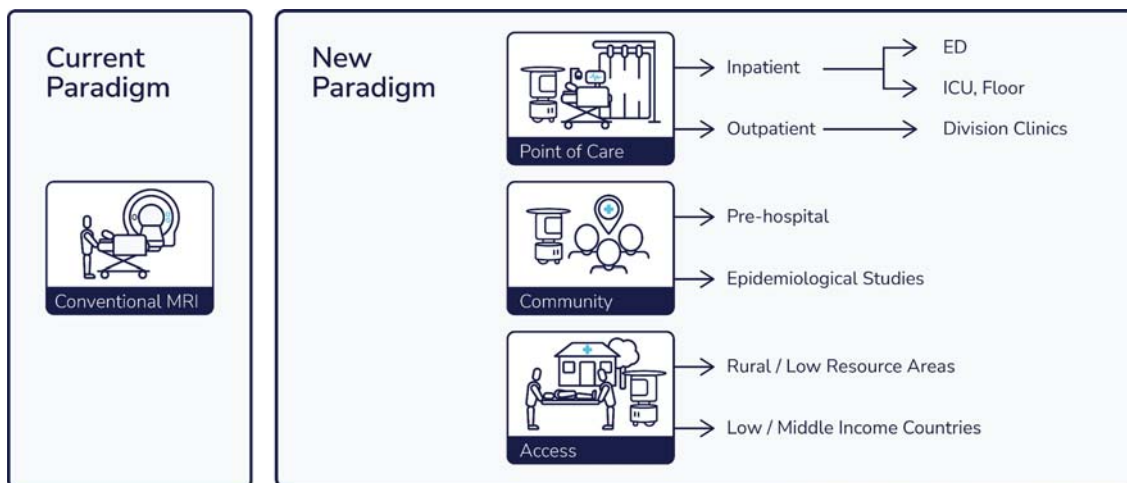 Current
Paradigm
Conventional MRI
New
Paradigm
Point of Care
Inpatient
ED
ICU, Floor
Outpatient
Division Clinics
Community
Pre-hospital
Epidemiological Studies
Access
Rural / Low Resource Areas
Low / Middle Income Countries